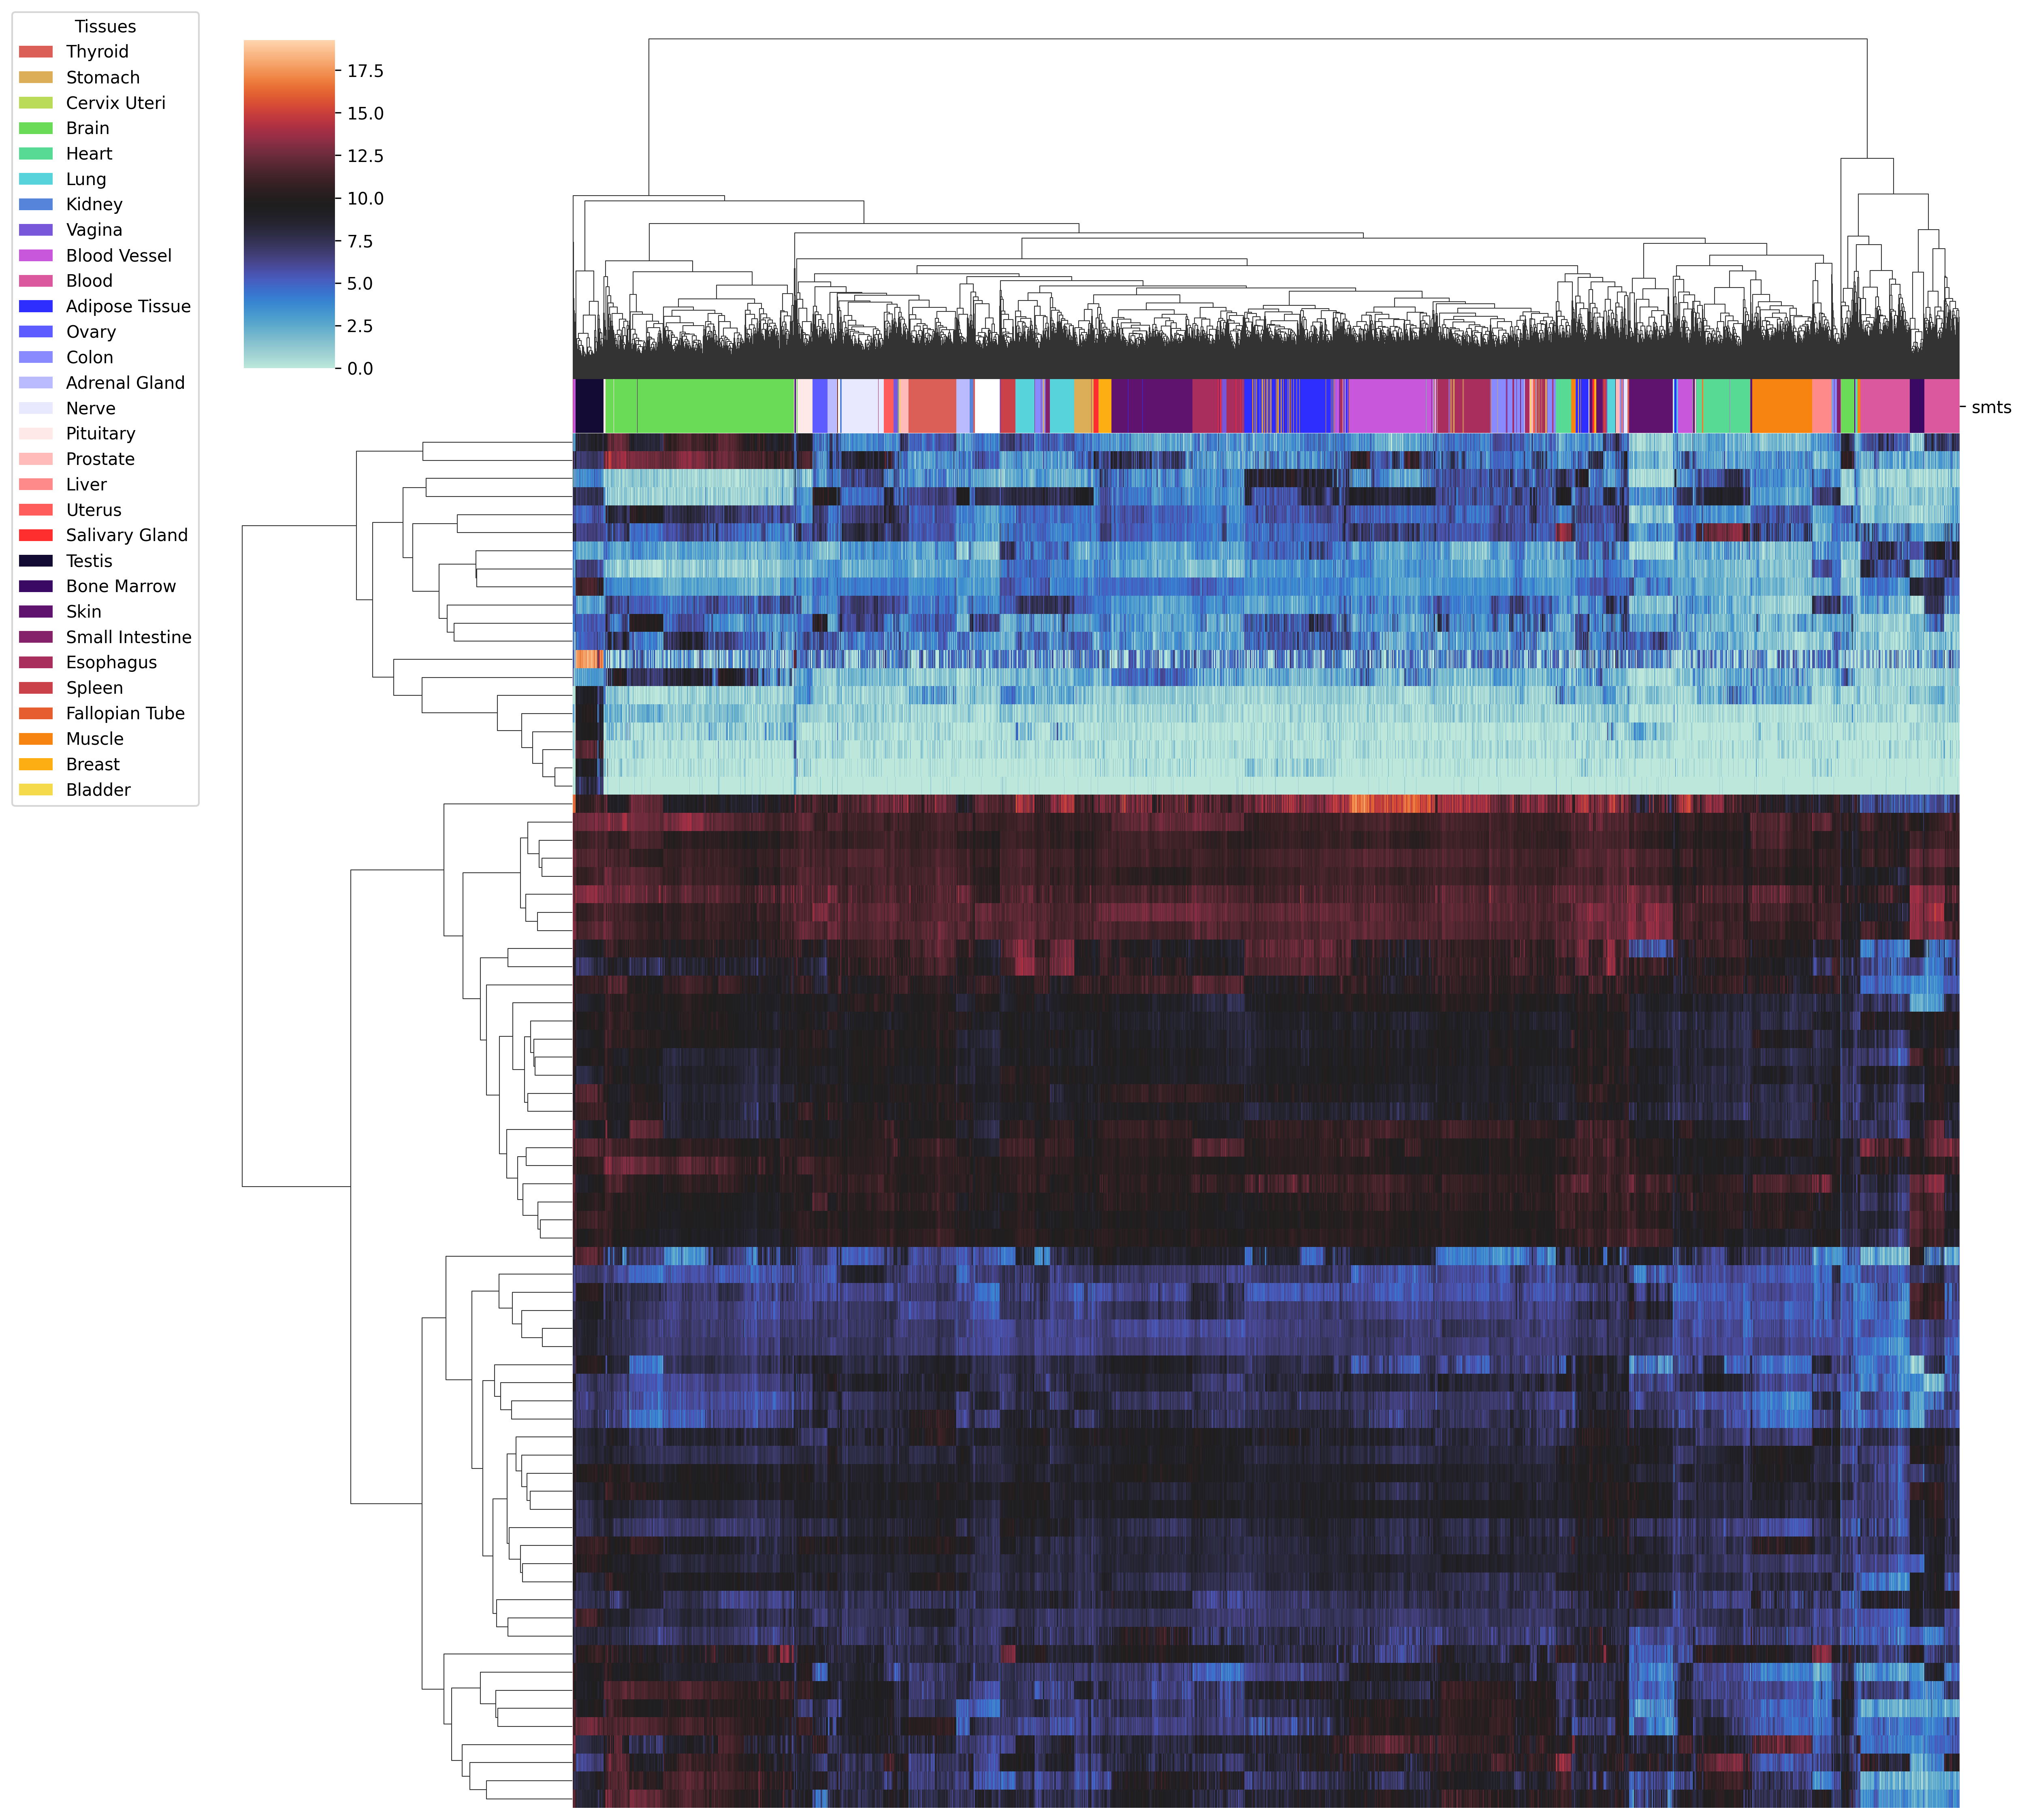 Tissues
Thyroid
Stomach
Cervix Uteri
Brain
Heart
Lung
Kidney
Vagina
Blood Vessel
Blood
Adipose Tissue
Ovary
Colon
Adrenal Gland
Nerve
Pituitary
Prostate
Liver
Uterus
Salivary Gland
Testis
Bone Marrow
Skin
Small Intestine
Esophagus
Spleen
Fallopian Tube
Muscle
Breast
Bladder
17.5
15.0
12.5
10.0
7.5
5.0
2.5
0.0
smts